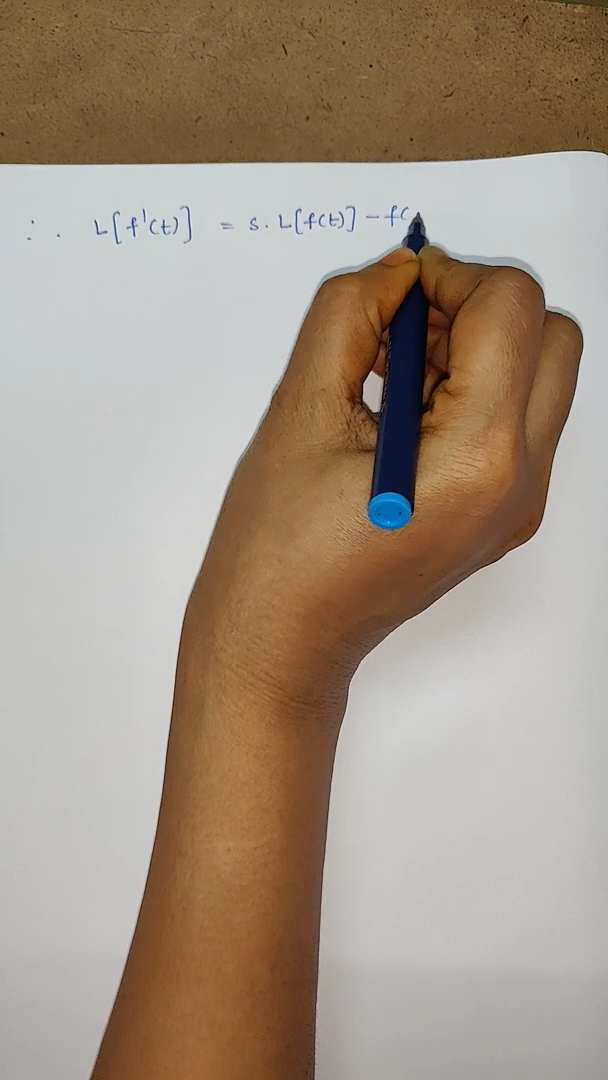 ∴ L[f'(t)] = s. L[f(t)] - f(